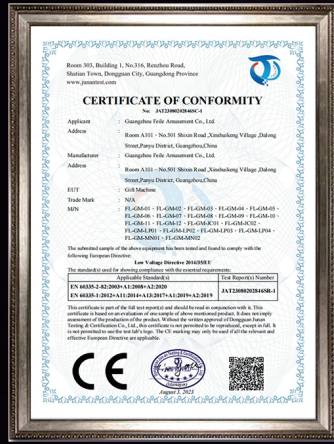 Room 303, Building 1, No.316, Renzhou Road,
Shatian Town, Dongguan City, Guangdong Province
www.junantest.com
CERTIFICATE OF CONFORMITY
No: JAT23080202846SC-1
Applicant : Guangzhou Feile Amusement Co., Ltd.
Address : Room A101 - No.501 Shixin Road ,Xinshuikeng Village ,Dalong
Street,Panyu District, Guangzhou,China
Manufacturer : Guangzhou Feile Amusement Co., Ltd.
Address : Room A101 - No.501 Shixin Road ,Xinshuikeng Village ,Dalong
Street,Panyu District, Guangzhou,China
EUT : Gift Machine
Trade Mark : N/A
M/N : FL-GM-01、FL-GM-02、FL-GM-03、FL-GM-04、FL-GM-05、
FL-GM-06、FL-GM-07、FL-GM-08、FL-GM-09、FL-GM-10、
FL-GM-11、FL-GM-12、FL-GM-JC01、FL-GM-JC02、
FL-GM-LP01、FL-GM-LP02、FL-GM-LP03、FL-GM-LP04、
FL-GM-MN01、FL-GM-MN02
The submitted sample of the above equipment has been tested and found to comply with the
following European Directive:
Low Voltage Directive 2014/35/EU
The standard(s) used for showing compliance with the essential requirements:
Applicable Standard(s) Test Report(s) Number
EN 60335-2-82:2003+A1:2008+A2:2020
EN 60335-1:2012+A11:2014+A13:2017+A1:2019+A2:2019
JAT23080202846SR-1
This certificate is part of the full test report(s) and should be read in conjunction with it. This
certificate is based on an evaluation of one sample of above mentioned product. It does not imply
assessment of the production of the product. Without the written approval of Dongguan Junan
Testing & Certification Co., Ltd., this certificate is not permitted to be reproduced, except in full. It
is not permitted to use the test lab's logo. The CE marking may only be used if all the relevant and
effective European Directive are applicable.
CE
August 3, 2023